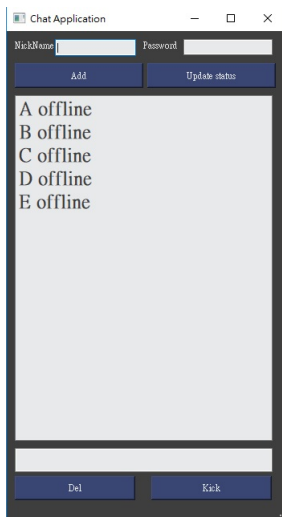 Chat Application
NickName Password
Add Update status
A offline
B offline
C offline
D offline
E offline
Del Kick